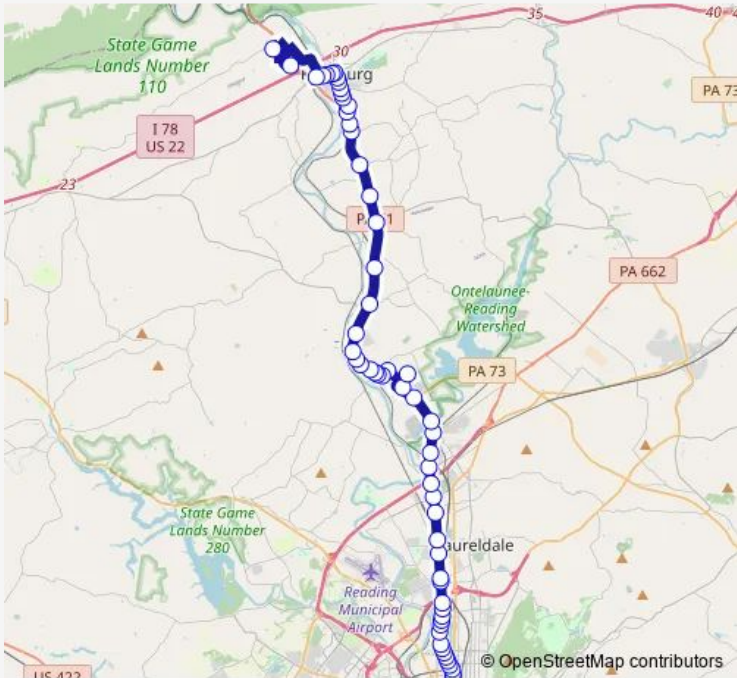 State Game
Lands Number
110
30
35
40
PA 73
I 78
US 22
23
PA 662
Ontelaunee-
Reading
Watershed
PA 73
State Game
Lands Number
280
aureldale
Reading
Municipal
Airport
US 422
© OpenStreetMap contributors